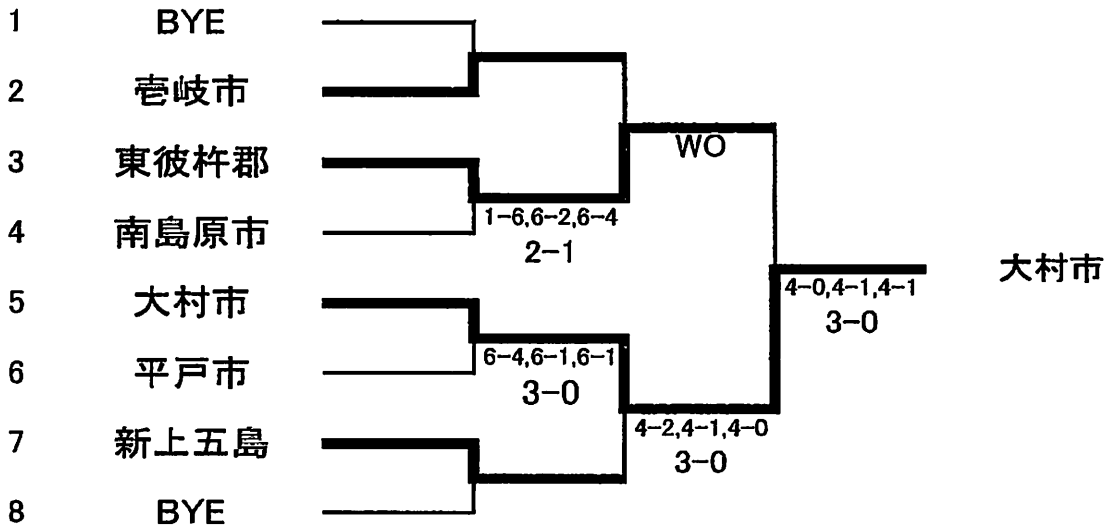 1 BYE
2 壱岐市
3 東彼杵郡
4 南島原市
5 大村市
6 平戸市
7 新上五島
8 BYE
1-6,6-2,6-4
2-1
6-4,6-1,6-1
3-0
WO
4-2,4-1,4-0
3-0
4-0,4-1,4-1
3-0
大村市